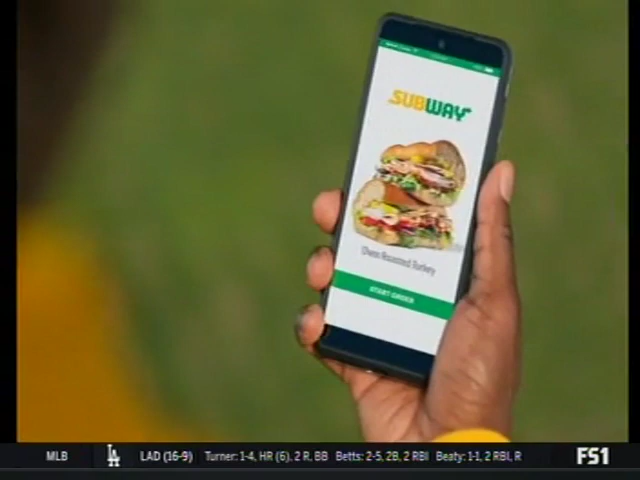 SUBWAY
Oven Roasted Turkey
START ORDER
MLB LA LAD (16-9) Turner: 1-4, HR (6), 2 R, BB Betts: 2-5, 2B, 2 RBI Beaty: 1-1, 2 RBI, R FS1